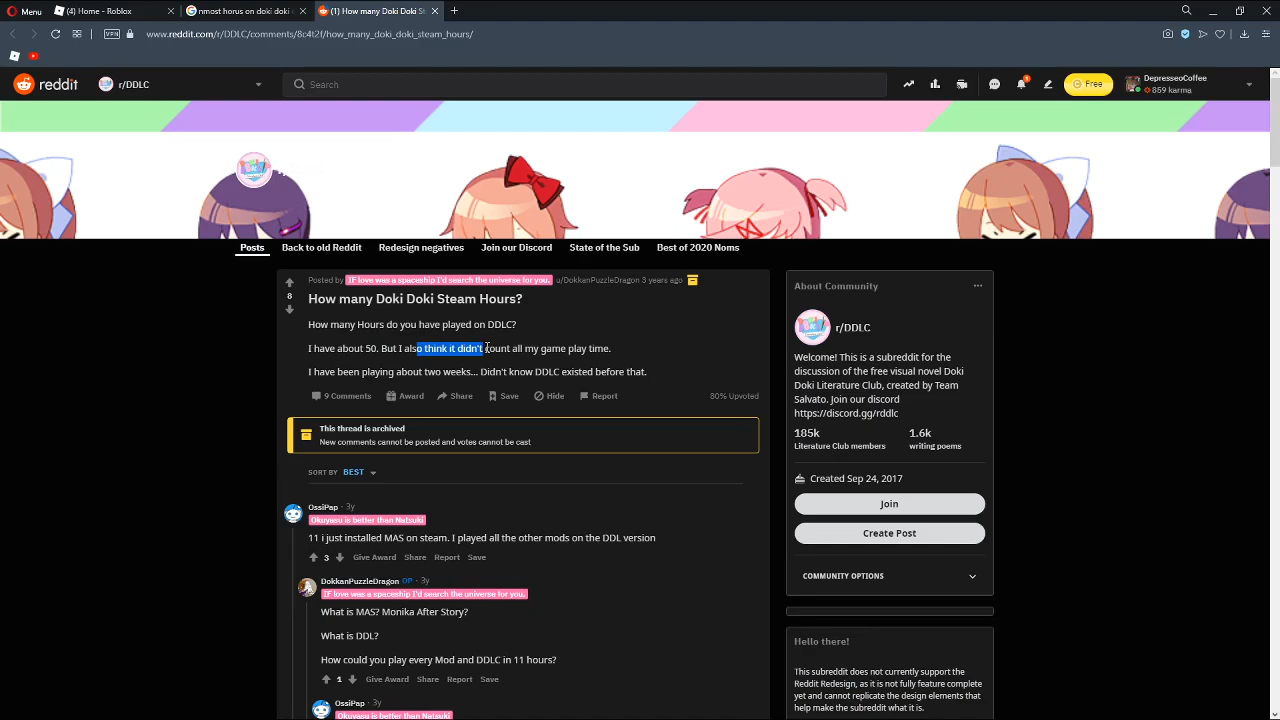 Menu
(4) Home - Roblox
nmost horus on doki doki
(1) How many Doki Doki St
VPN
www.reddit.com/r/DDLC/comments/8c4t2f/how_many_doki_doki_steam_hours/
reddit
r/DDLC
Search
Free
DepresseoCoffee
859 karma
Posts
Back to old Reddit
Redesign negatives
Join our Discord
State of the Sub
Best of 2020 Noms
Posted by IF love was a spaceship I'd search the universe for you. u/DokkanPuzzleDragon 3 years ago
8
How many Doki Doki Steam Hours?
How many Hours do you have played on DDLC?
I have about 50. But I also think it didn't count all my game play time.
I have been playing about two weeks... Didn't know DDLC existed before that.
9 Comments
Award
Share
Save
Hide
Report
80% Upvoted
This thread is archived
New comments cannot be posted and votes cannot be cast
SORT BY BEST
OssiPap · 3y
Okuyasu is better than Natsuki
11 i just installed MAS on steam. I played all the other mods on the DDL version
3 Give Award Share Report Save
DokkanPuzzleDragon OP · 3y
IF love was a spaceship I'd search the universe for you.
What is MAS? Monika After Story?
What is DDL?
How could you play every Mod and DDLC in 11 hours?
1 Give Award Share Report Save
OssiPap · 3y
Okuyasu is better than Natsuki
About Community
r/DDLC
Welcome! This is a subreddit for the
discussion of the free visual novel Doki
Doki Literature Club, created by Team
Salvato. Join our discord
https://discord.gg/rddlc
185k
1.6k
Literature Club members
writing poems
Created Sep 24, 2017
Join
Create Post
COMMUNITY OPTIONS
Hello there!
This subreddit does not currently support the
Reddit Redesign, as it is not fully feature complete
yet and cannot replicate the design elements that
help make the subreddit what it is.